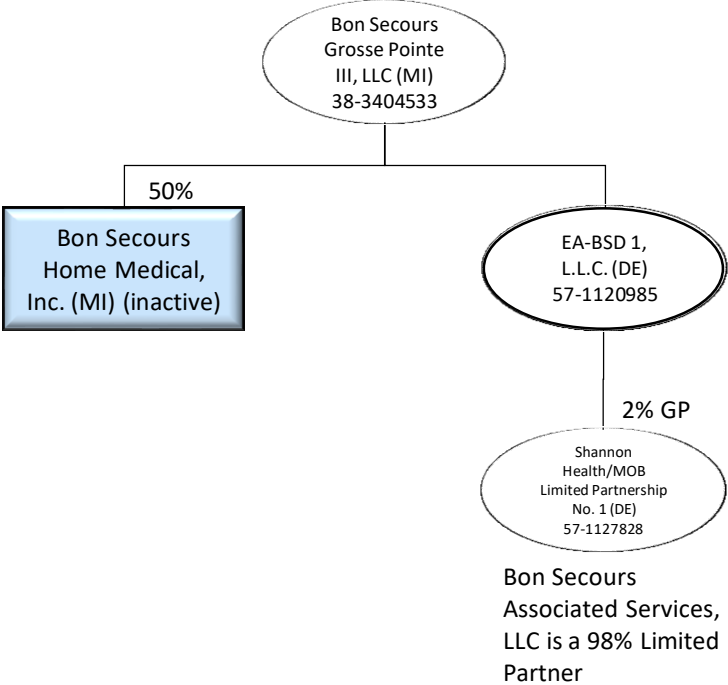 Bon Secours
Grosse Pointe
III, LLC (MI)
38-3404533
50%
Bon Secours
Home Medical,
Inc. (MI) (inactive)
EA-BSD 1,
L.L.C. (DE)
57-1120985
2% GP
Shannon
Health/MOB
Limited Partnership
No. 1 (DE)
57-1127828
Bon Secours
Associated Services,
LLC is a 98% Limited
Partner